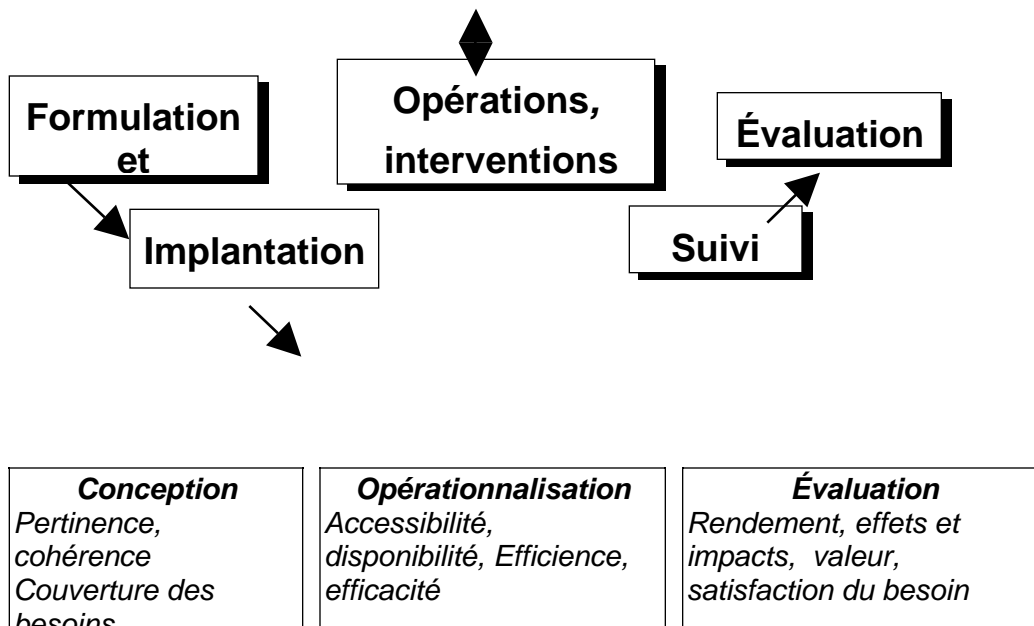 Formulation
et
Opérations,
interventions
Évaluation
Implantation
Suivi
Conception
Pertinence,
cohérence
Couverture des
besoins
Opérationnalisation
Accessibilité,
disponibilité, Efficience,
efficacité
Évaluation
Rendement, effets et
impacts, valeur,
satisfaction du besoin